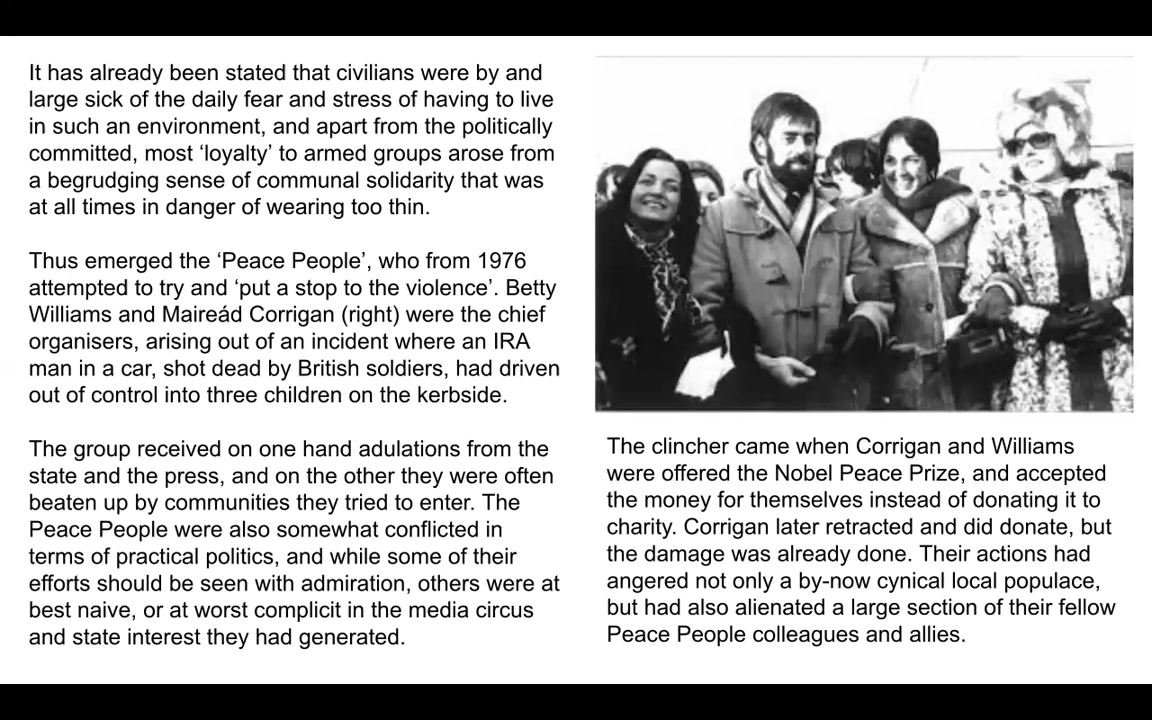 It has already been stated that civilians were by and
large sick of the daily fear and stress of having to live
in such an environment, and apart from the politically
committed, most ‘loyalty’ to armed groups arose from
a begrudging sense of communal solidarity that was
at all times in danger of wearing too thin.
Thus emerged the ‘Peace People’, who from 1976
attempted to try and ‘put a stop to the violence’. Betty
Williams and Maireád Corrigan (right) were the chief
organisers, arising out of an incident where an IRA
man in a car, shot dead by British soldiers, had driven
out of control into three children on the kerbside.
The group received on one hand adulations from the
state and the press, and on the other they were often
beaten up by communities they tried to enter. The
Peace People were also somewhat conflicted in
terms of practical politics, and while some of their
efforts should be seen with admiration, others were at
best naive, or at worst complicit in the media circus
and state interest they had generated.
The clincher came when Corrigan and Williams
were offered the Nobel Peace Prize, and accepted
the money for themselves instead of donating it to
charity. Corrigan later retracted and did donate, but
the damage was already done. Their actions had
angered not only a by-now cynical local populace,
but had also alienated a large section of their fellow
Peace People colleagues and allies.